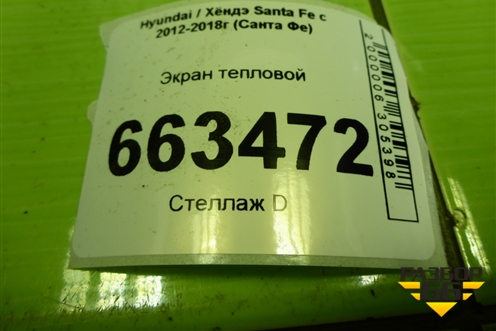 Hyundai / Хёндэ Santa Fe с
2012-2018г (Санта Фе)
Экран тепловой
663472
Стеллаж D
2000006305398
РАЗБОР